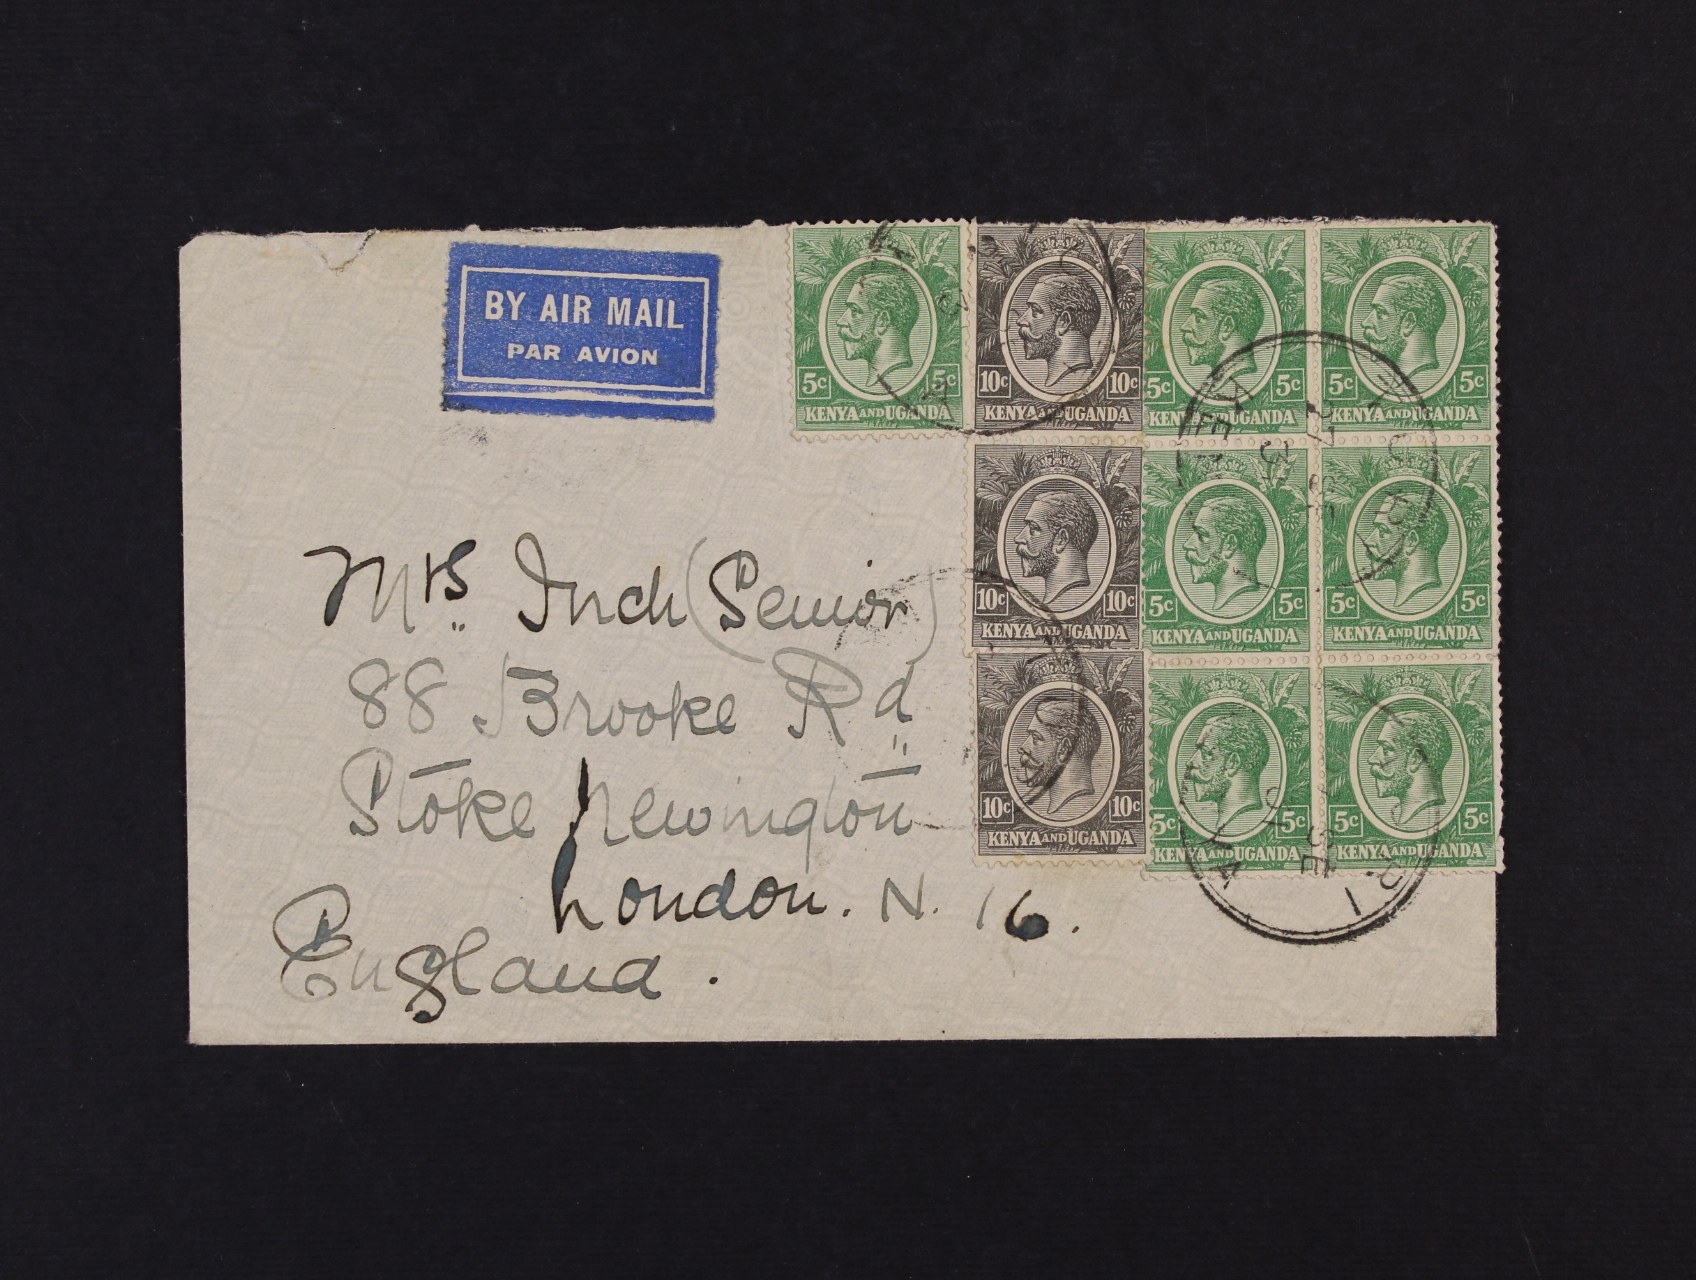 BY AIR MAIL
PAR AVION
5c 5c
KENYA AND UGANDA
10c 10c
KENYA AND UGANDA
5c 5c
KENYA AND UGANDA
5c 5c
KENYA AND UGANDA
10c 10c
KENYA AND UGANDA
5c 5c
KENYA AND UGANDA
5c 5c
KENYA AND UGANDA
10c 10c
KENYA AND UGANDA
5c 5c
KENYA AND UGANDA
5c 5c
KENYA AND UGANDA
Mrs Inch (Senior)
88 Brooke Rd
Stoke Newington
London. N. 16.
England.